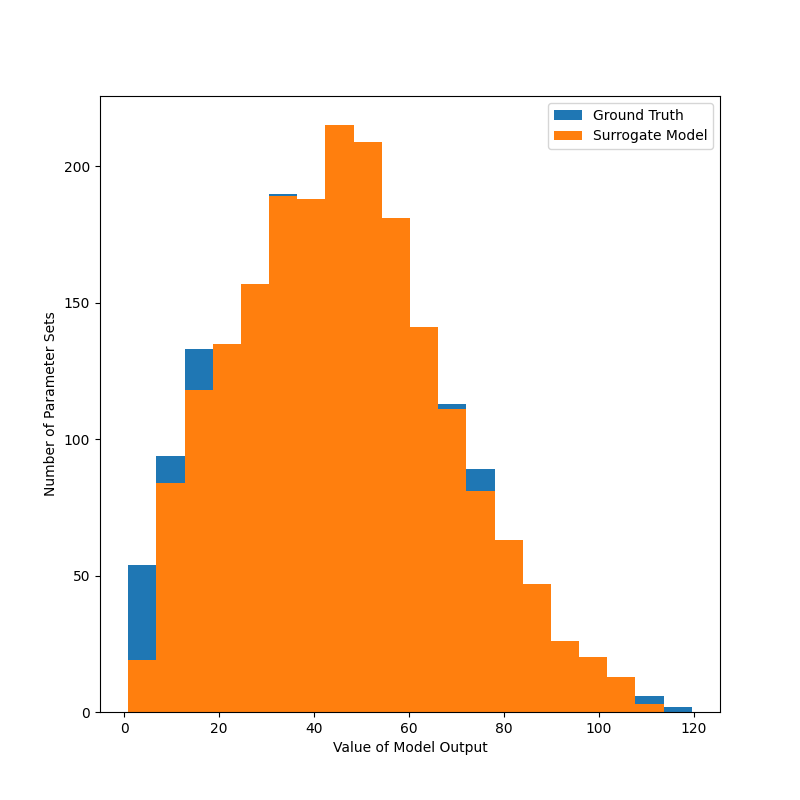 Ground Truth
Surrogate Model
200
150
100
50
0
Number of Parameter Sets
0 20 40 60 80 100 120
Value of Model Output